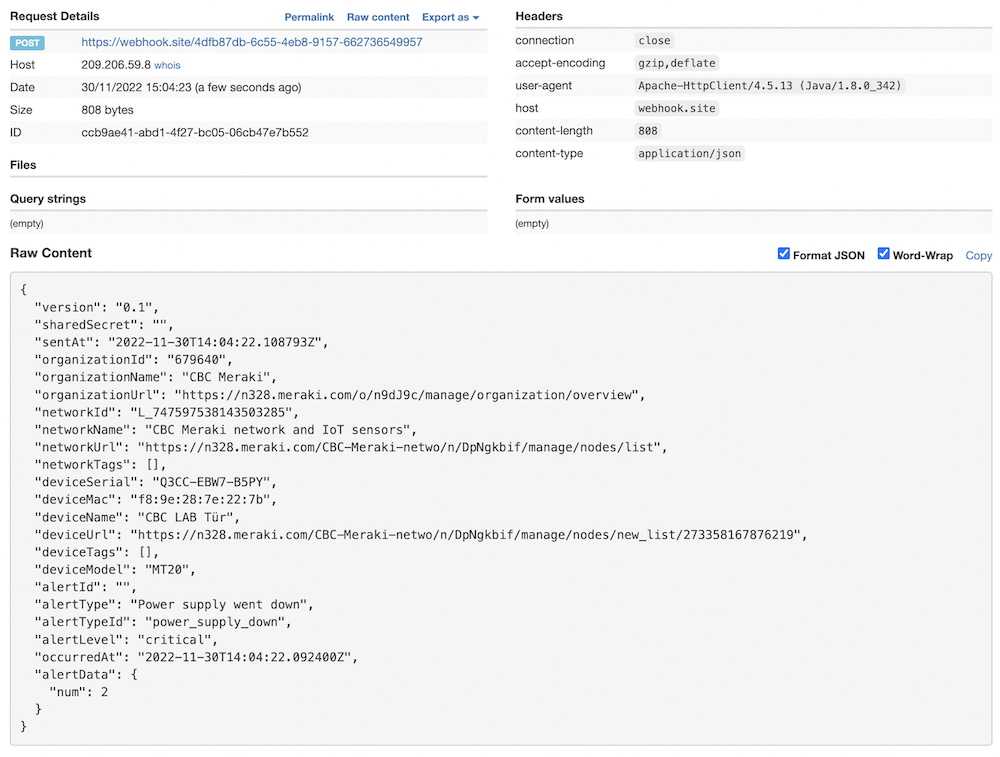 Request Details
Permalink Raw content Export as
POST https://webhook.site/4dfb87db-6c55-4eb8-9157-662736549957
Host 209.206.59.8 whois
Date 30/11/2022 15:04:23 (a few seconds ago)
Size 808 bytes
ID ccb9ae41-abd1-4f27-bc05-06cb47e7b552
Files
Headers
connection close
accept-encoding gzip,deflate
user-agent Apache-HttpClient/4.5.13 (Java/1.8.0_342)
host webhook.site
content-length 808
content-type application/json
Query strings
(empty)
Form values
(empty)
Raw Content
Format JSON Word-Wrap Copy
{
  "version": "0.1",
  "sharedSecret": "",
  "sentAt": "2022-11-30T14:04:22.108793Z",
  "organizationId": "679640",
  "organizationName": "CBC Meraki",
  "organizationUrl": "https://n328.meraki.com/o/n9dJ9c/manage/organization/overview",
  "networkId": "L_747597538143503285",
  "networkName": "CBC Meraki network and IoT sensors",
  "networkUrl": "https://n328.meraki.com/CBC-Meraki-netwo/n/DpNgkbif/manage/nodes/list",
  "networkTags": [],
  "deviceSerial": "Q3CC-EBW7-B5PY",
  "deviceMac": "f8:9e:28:7e:22:7b",
  "deviceName": "CBC LAB Tür",
  "deviceUrl": "https://n328.meraki.com/CBC-Meraki-netwo/n/DpNgkbif/manage/nodes/new_list/273358167876219",
  "deviceTags": [],
  "deviceModel": "MT20",
  "alertId": "",
  "alertType": "Power supply went down",
  "alertTypeId": "power_supply_down",
  "alertLevel": "critical",
  "occurredAt": "2022-11-30T14:04:22.092400Z",
  "alertData": {
    "num": 2
  }
}